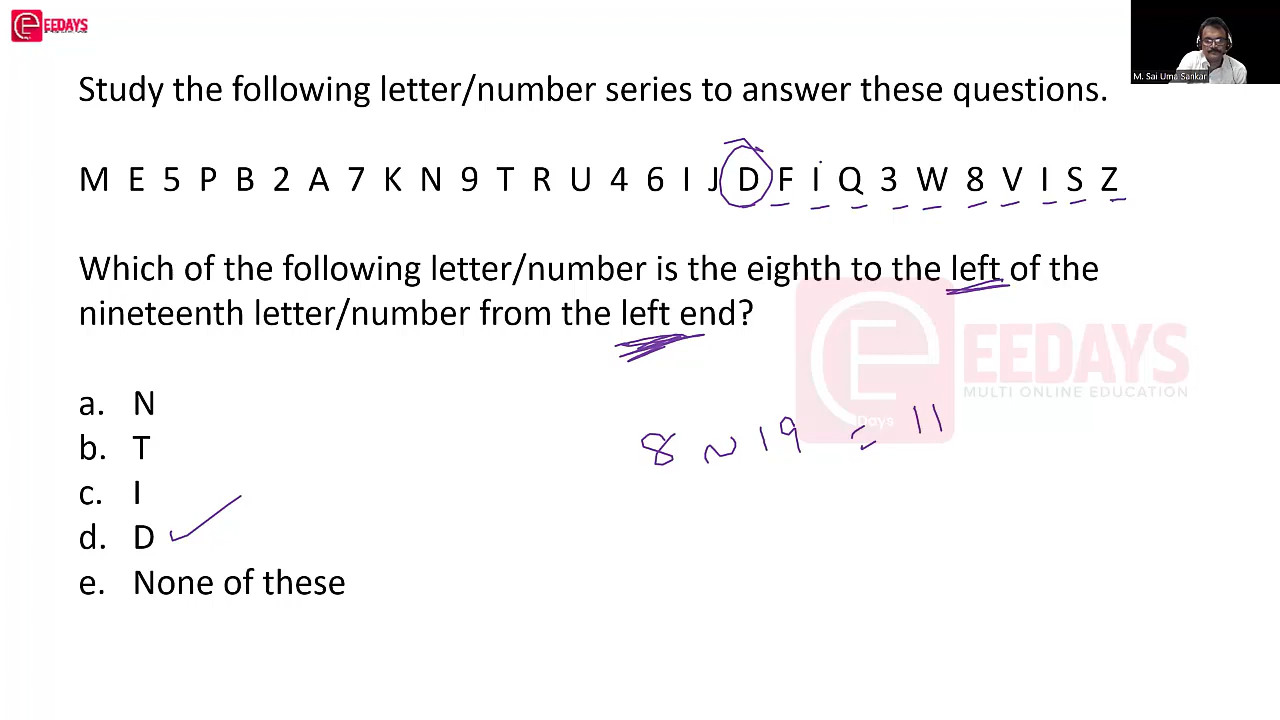 EEDAYS
M. Sai Uma Sankar
Study the following letter/number series to answer these questions.
M E 5 P B 2 A 7 K N 9 T R U 4 6 I J D F I Q 3 W 8 V I S Z
Which of the following letter/number is the eighth to the left of the
nineteenth letter/number from the left end?
EEDAYS
MULTI ONLINE EDUCATION
Days
a. N
b. T
c. I
d. D
e. None of these
8 ~ 19 = 11